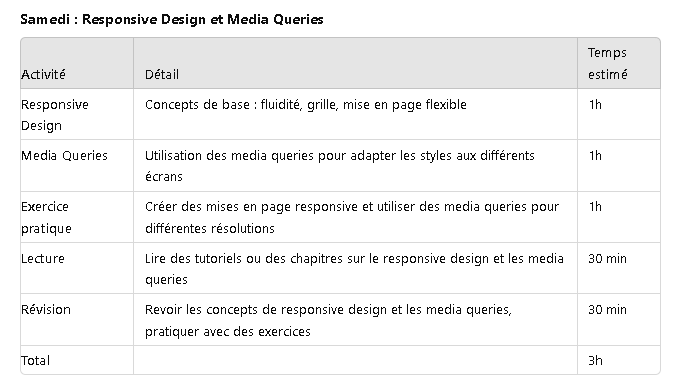 Samedi : Responsive Design et Media Queries
Temps
Activité Détail estimé
Responsive Concepts de base : fluidité, grille, mise en page flexible 1h
Design
Media Queries Utilisation des media queries pour adapter les styles aux différents 1h
écrans
Exercice Créer des mises en page responsive et utiliser des media queries pour 1h
pratique différentes résolutions
Lecture Lire des tutoriels ou des chapitres sur le responsive design et les media 30 min
queries
Révision Revoir les concepts de responsive design et les media queries, 30 min
pratiquer avec des exercices
Total 3h